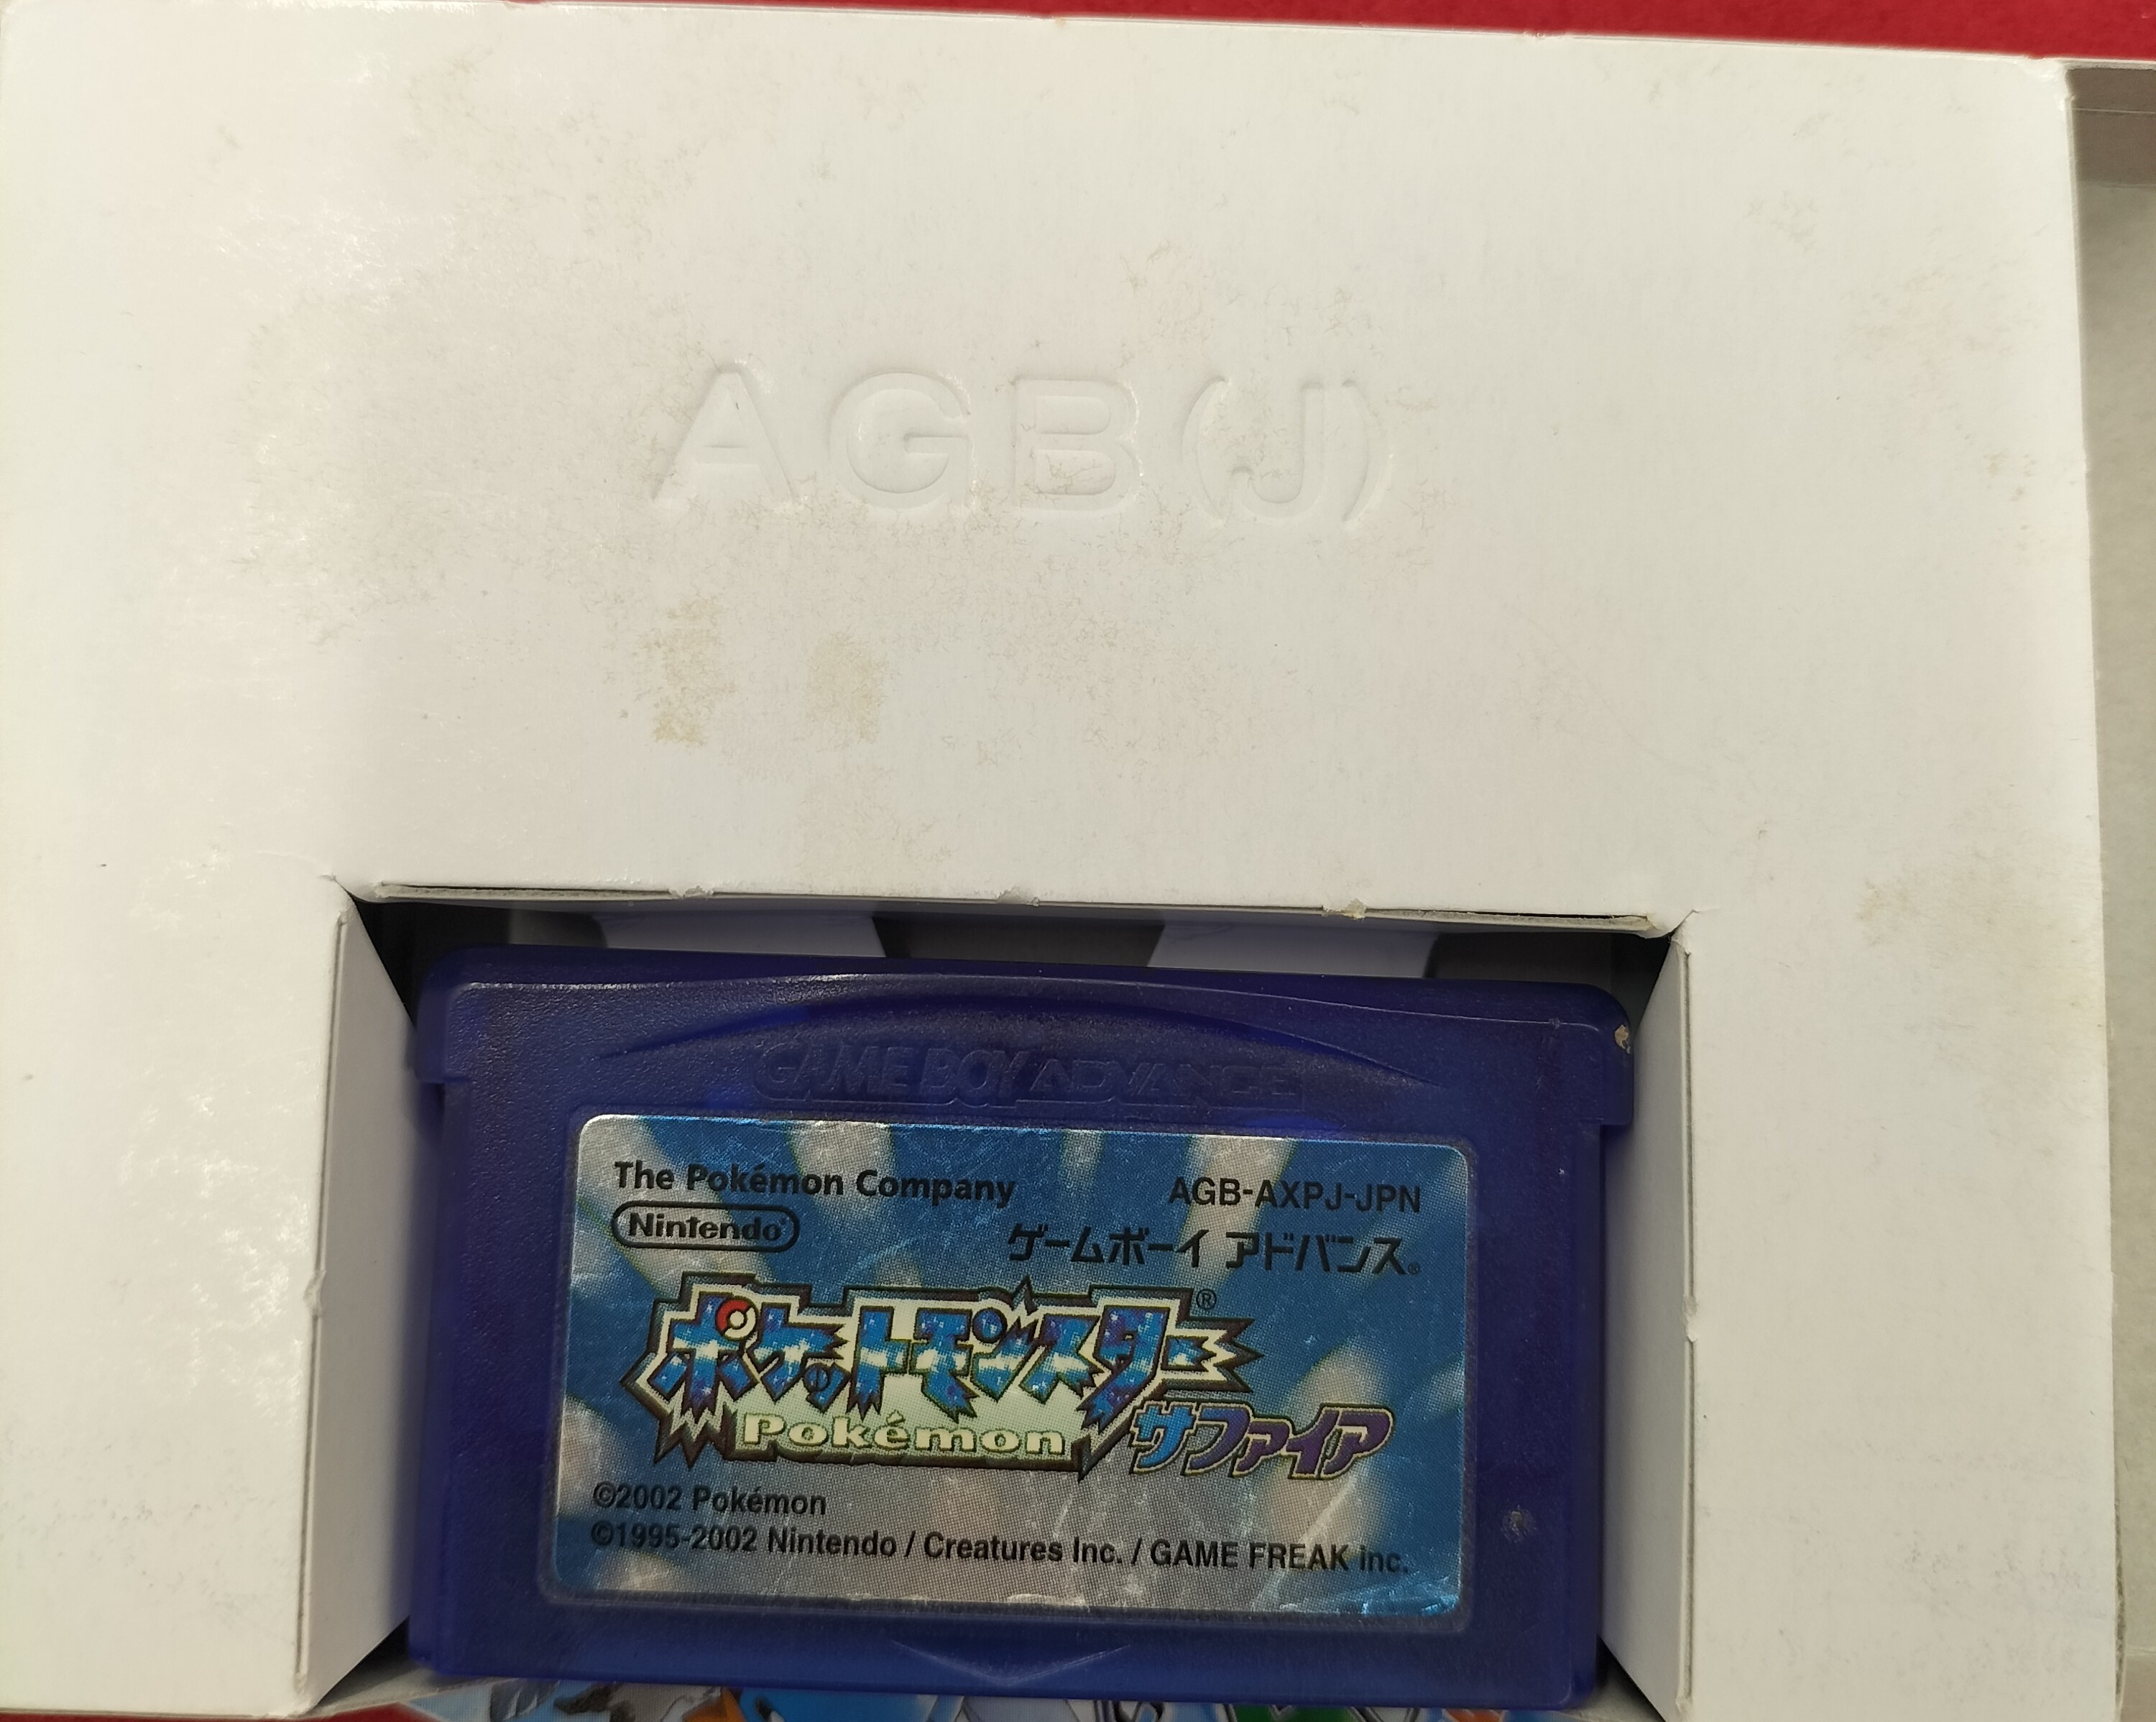 AGB(J)
GAME BOY ADVANCE
The Pokémon Company
AGB-AXPJ-JPN
Nintendo
ゲームボーイ アドバンス®
ポケットモンスター®
Pokémon
サファイア
©2002 Pokémon
©1995-2002 Nintendo / Creatures Inc. / GAME FREAK inc.